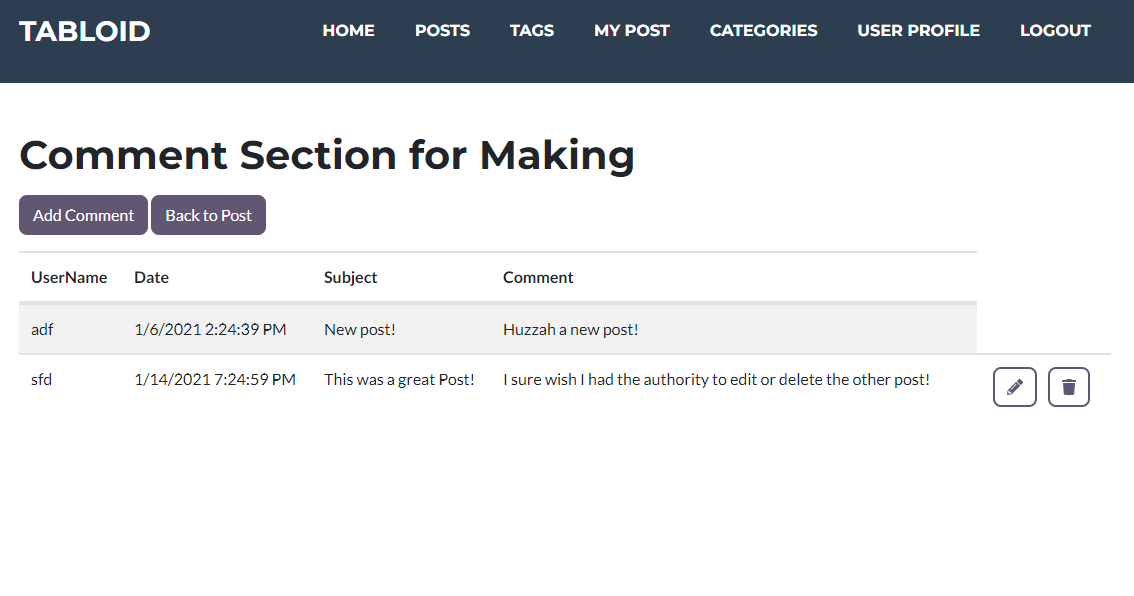 TABLOID HOME POSTS TAGS MY POST CATEGORIES USER PROFILE LOGOUT
Comment Section for Making
Add Comment Back to Post
UserName Date Subject Comment
adf 1/6/2021 2:24:39 PM New post! Huzzah a new post!
sfd 1/14/2021 7:24:59 PM This was a great Post! I sure wish I had the authority to edit or delete the other post!